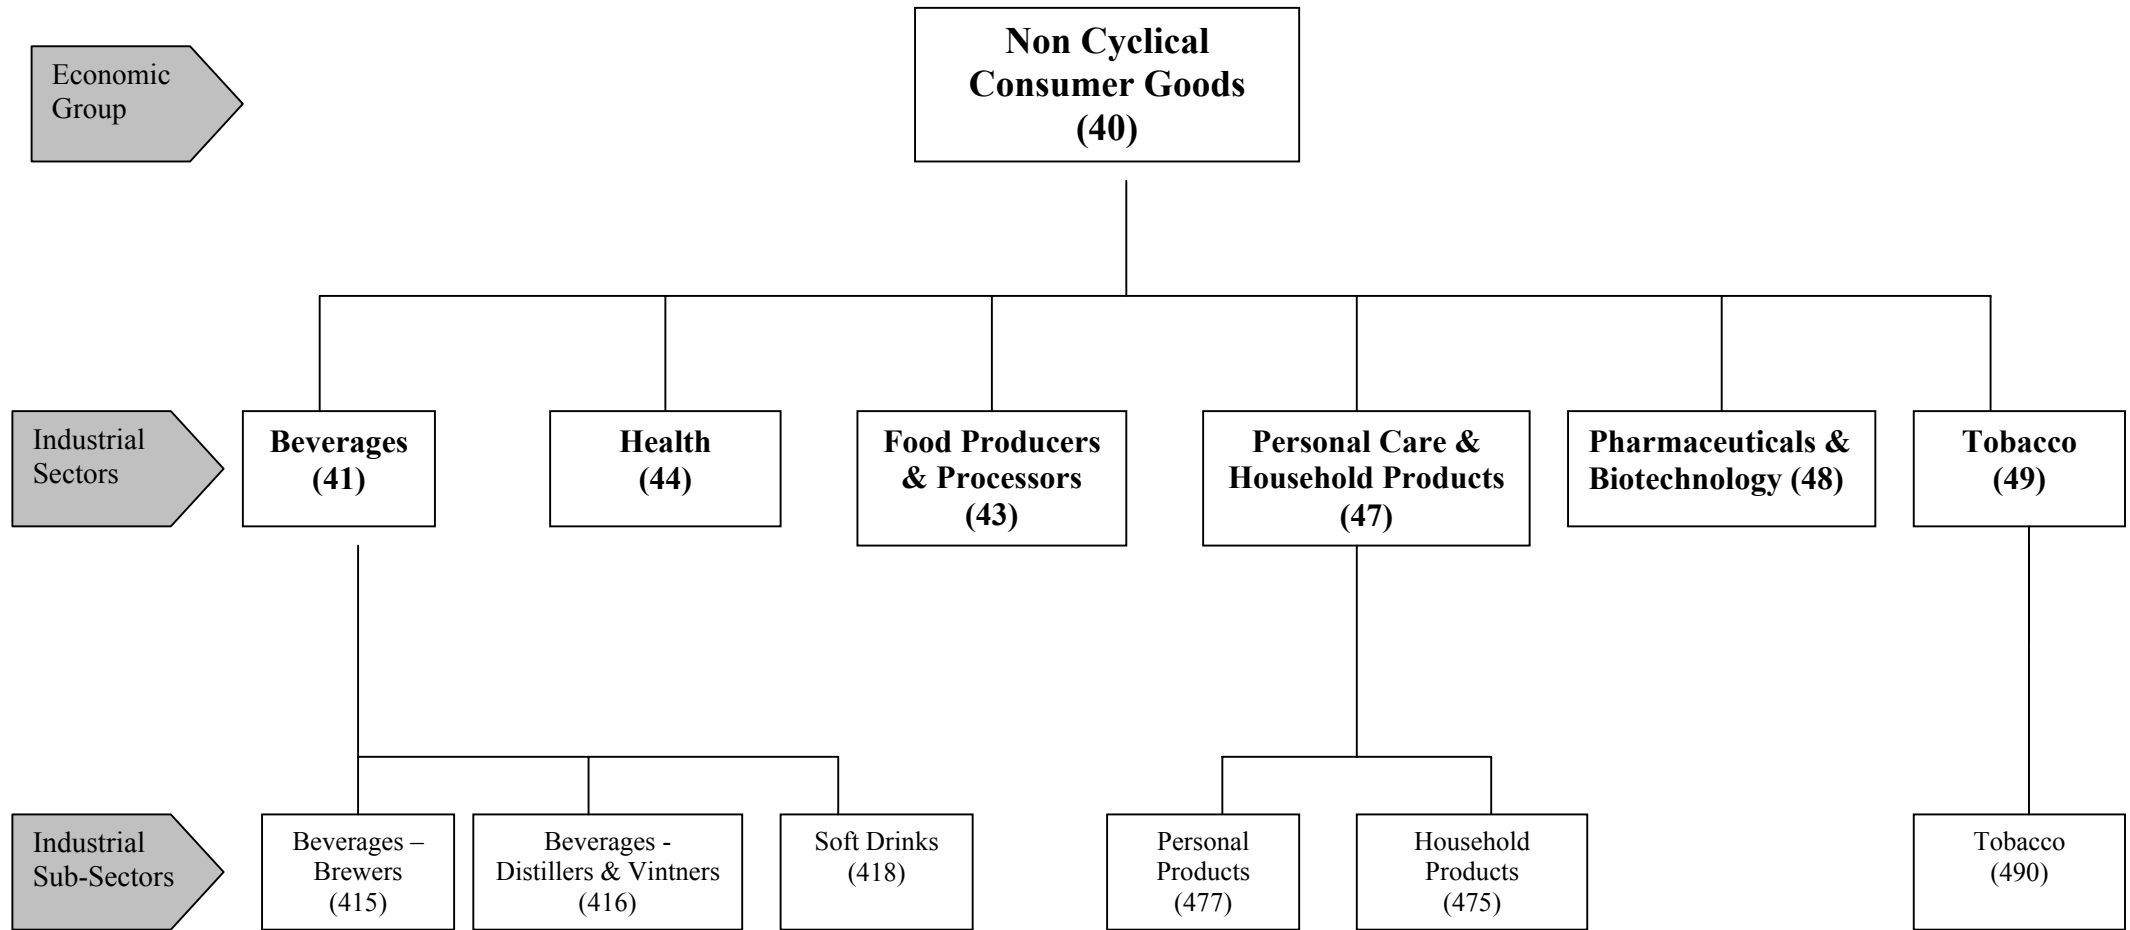 Economic
Group
Non Cyclical
Consumer Goods
(40)
Industrial
Sectors
Beverages
(41)
Health
(44)
Food Producers
& Processors
(43)
Personal Care &
Household Products
(47)
Pharmaceuticals &
Biotechnology (48)
Tobacco
(49)
Industrial
Sub-Sectors
Beverages –
Brewers
(415)
Beverages -
Distillers & Vintners
(416)
Soft Drinks
(418)
Personal
Products
(477)
Household
Products
(475)
Tobacco
(490)